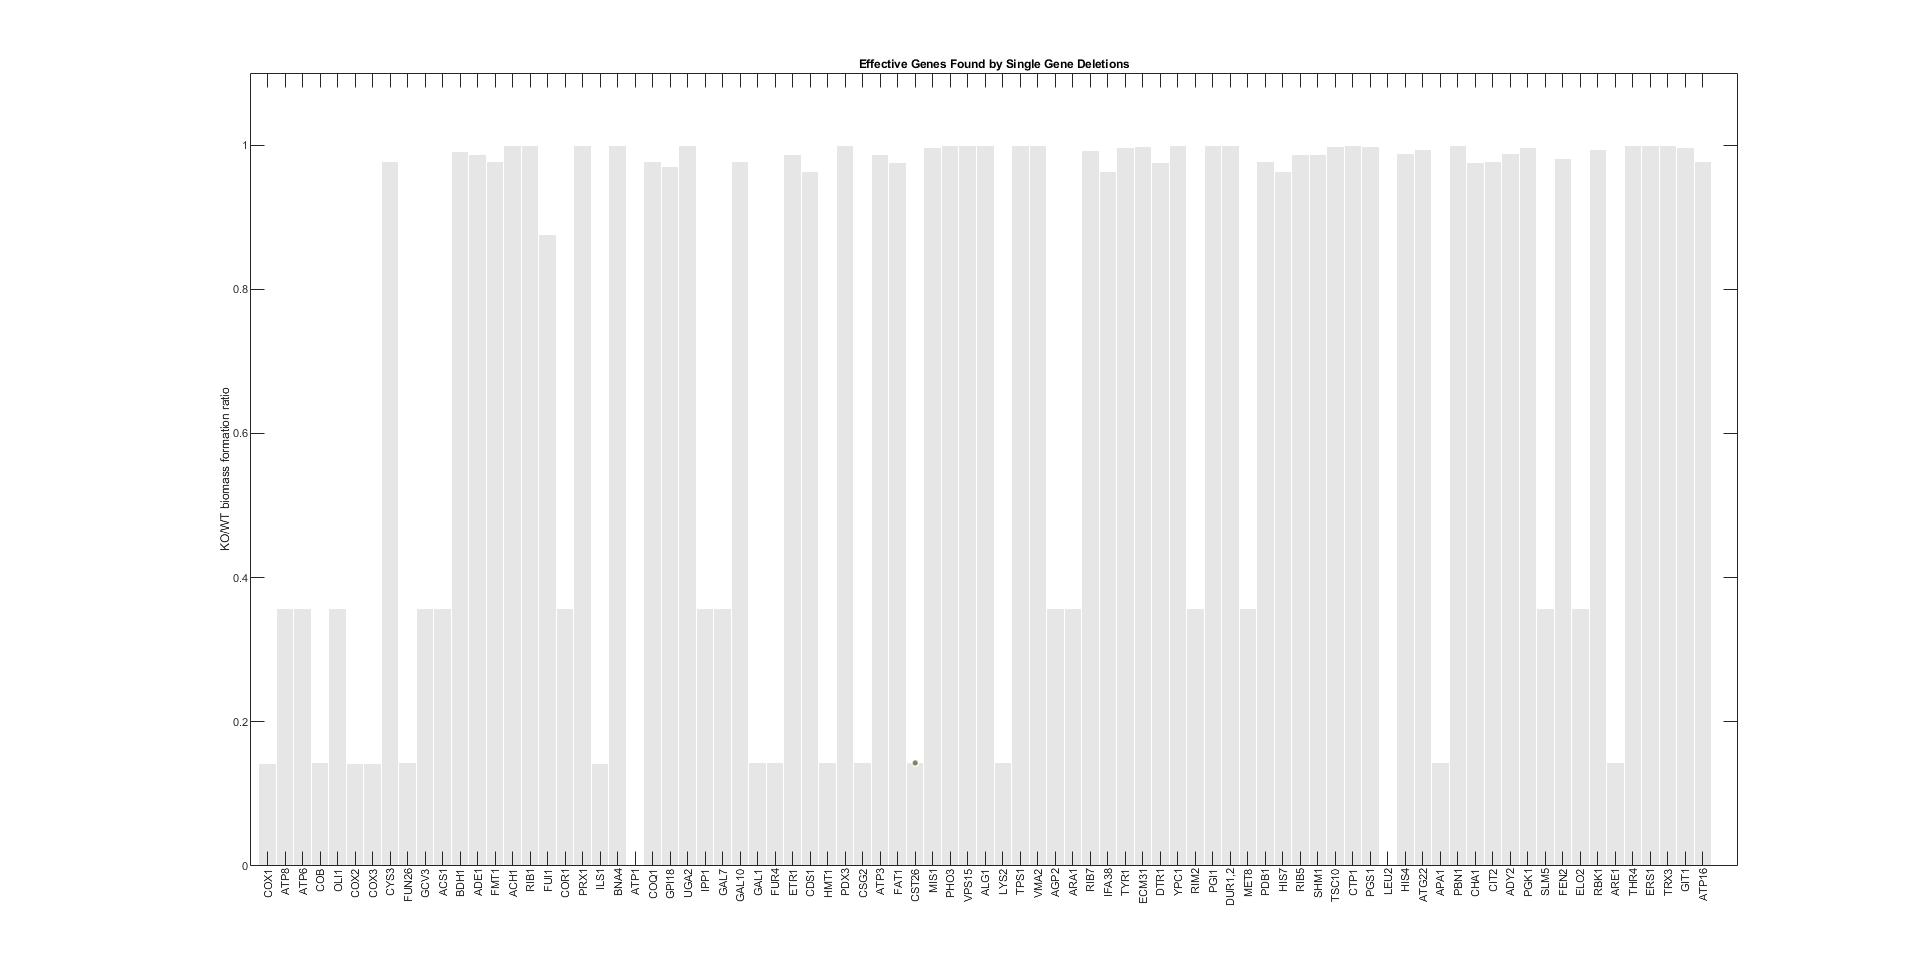 Effective Genes Found by Single Gene Deletions
1
0.8
0.6
0.4
0.2
0
KO/WT biomass formation ratio
COX1
ATP8
ATP6
COB
OLI1
COX2
COX3
CYS3
FUN26
GCV3
ACS1
BDH1
ADE1
FMT1
ACH1
RIB1
FUI1
COR1
PRX1
ILS1
BNA4
ATP1
COQ1
GPI18
UGA2
IPP1
GAL7
GAL10
GAL1
FUR4
ETR1
CDS1
HMT1
PDX3
CSG2
ATP3
FAT1
CST26
MIS1
PHO3
VPS15
ALG1
LYS2
TPS1
VMA2
AGP2
ARA1
RIB7
IFA38
TYR1
ECM31
DTR1
YPC1
RIM2
PGI1
DUR1,2
MET8
PDB1
HIS7
RIB5
SHM1
TSC10
CTP1
PGS1
LEU2
HIS4
ATG22
APA1
PBN1
CHA1
CIT2
ADY2
PGK1
SLM5
FEN2
ELO2
RBK1
ARE1
THR4
ERS1
TRX3
GIT1
ATP16